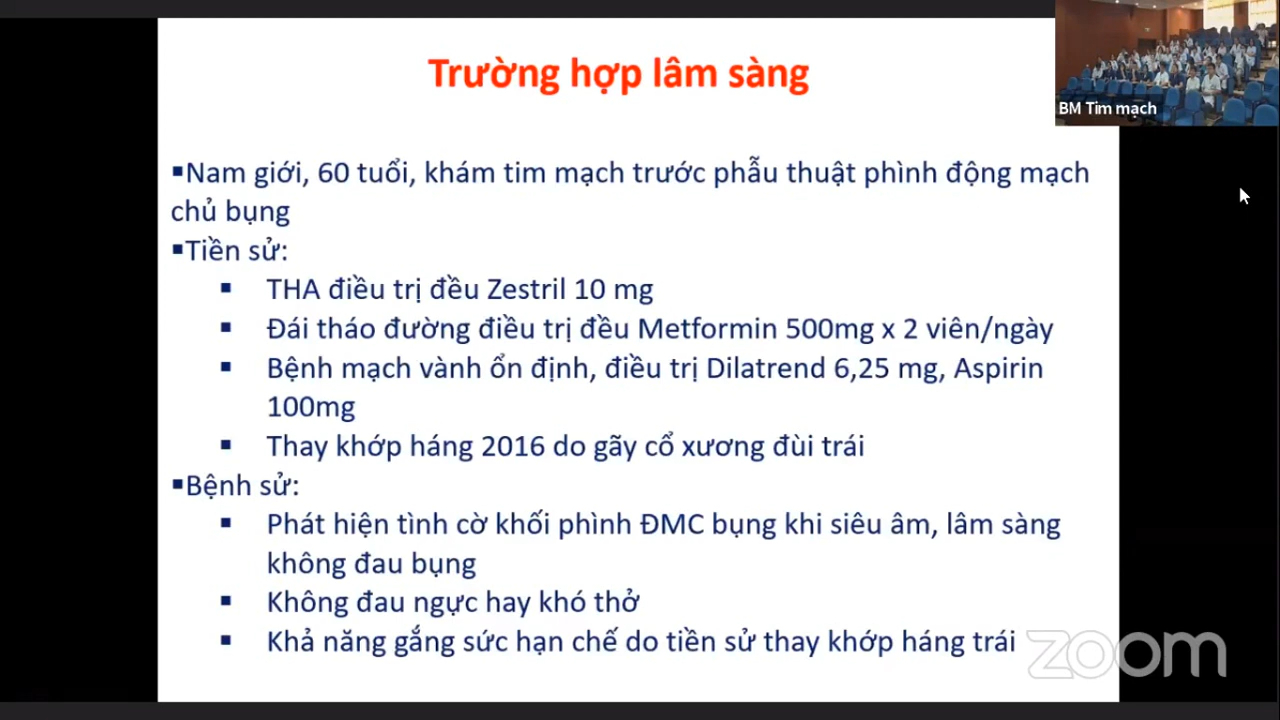 Trường hợp lâm sàng
BM Tim mạch
▪Nam giới, 60 tuổi, khám tim mạch trước phẫu thuật phình động mạch
chủ bụng
▪Tiền sử:
▪ THA điều trị đều Zestril 10 mg
▪ Đái tháo đường điều trị đều Metformin 500mg x 2 viên/ngày
▪ Bệnh mạch vành ổn định, điều trị Dilatrend 6,25 mg, Aspirin
100mg
▪ Thay khớp háng 2016 do gãy cổ xương đùi trái
▪Bệnh sử:
▪ Phát hiện tình cờ khối phình ĐMC bụng khi siêu âm, lâm sàng
không đau bụng
▪ Không đau ngực hay khó thở
▪ Khả năng gắng sức hạn chế do tiền sử thay khớp háng trái
zoom